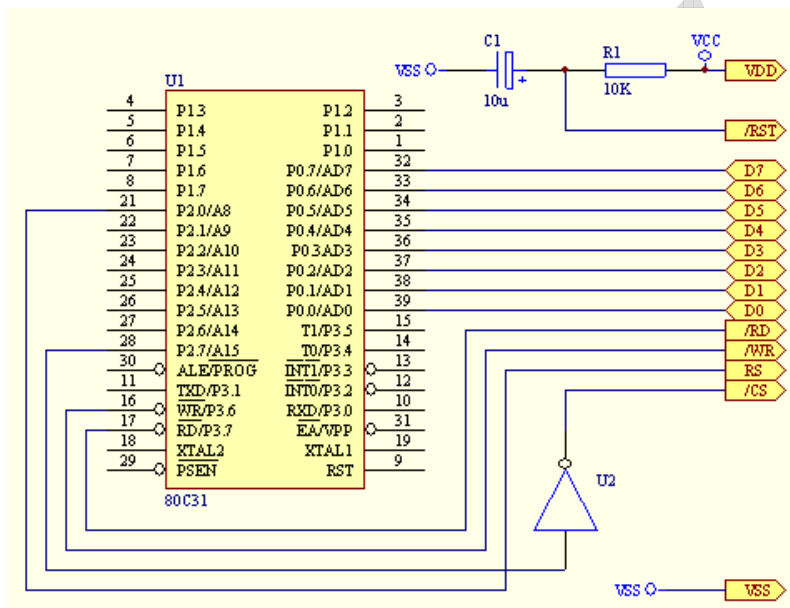 C1
VSS
10u
R1
10K
VCC
VDD
/RST
U1
4 P1.3 P1.2 3
5 P1.4 P1.1 2
6 P1.5 P1.0 1
7 P1.6 P0.7/AD7 32 D7
8 P1.7 P0.6/AD6 33 D6
21 P2.0/A8 P0.5/AD5 34 D5
22 P2.1/A9 P0.4/AD4 35 D4
23 P2.2/A10 P0.3AD3 36 D3
24 P2.3/A11 P0.2/AD2 37 D2
25 P2.4/A12 P0.1/AD1 38 D1
26 P2.5/A13 P0.0/AD0 39 D0
27 P2.6/A14 T1/P3.5 15 /RD
28 P2.7/A15 T0/P3.4 14 /WR
30 ALE/PROG INT1/P3.3 13 RS
11 TXD/P3.1 INT0/P3.2 12 /CS
16 WR/P3.6 RXD/P3.0 10
17 RD/P3.7 EA/VPP 31
18 XTAL2 XTAL1 19
29 PSEN RST 9
80C31
U2
VSS VSS